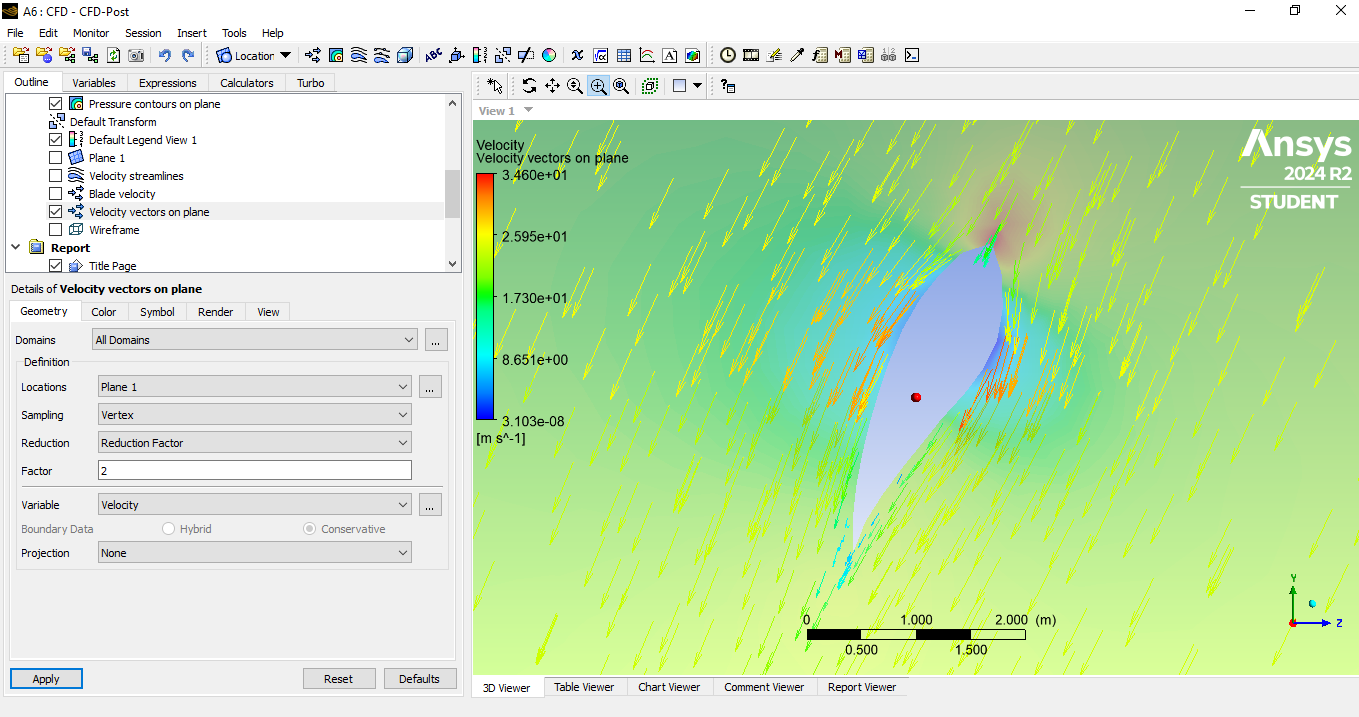 A6 : CFD - CFD-Post
File Edit Monitor Session Insert Tools Help
Location
Outline Variables Expressions Calculators Turbo
Pressure contours on plane
Default Transform
Default Legend View 1
Plane 1
Velocity streamlines
Blade velocity
Velocity vectors on plane
Wireframe
Report
Title Page
Details of Velocity vectors on plane
Geometry Color Symbol Render View
Domains All Domains ...
Definition
Locations Plane 1 ...
Sampling Vertex
Reduction Reduction Factor
Factor 2
Variable Velocity ...
Boundary Data Hybrid Conservative
Projection None
Apply Reset Defaults
View 1
Velocity
Velocity vectors on plane
3.460e+01
2.595e+01
1.730e+01
8.651e+00
3.103e-08
[m s^-1]
Ansys
2024 R2
STUDENT
0 1.000 2.000 (m)
0.500 1.500
Y
Z
3D Viewer Table Viewer Chart Viewer Comment Viewer Report Viewer